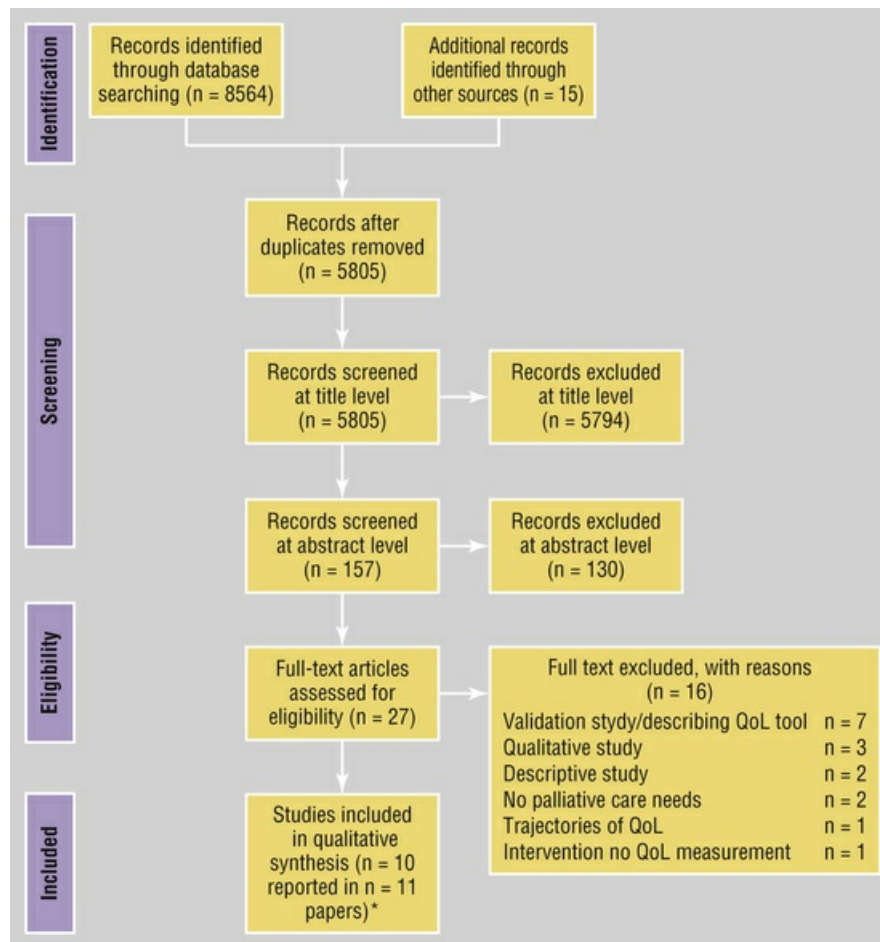 Identification
Records identified
through database
searching (n = 8564)
Additional records
identified through
other sources (n = 15)
Screening
Records after
duplicates removed
(n = 5805)
Records screened
at title level
(n = 5805)
Records excluded
at title level
(n = 5794)
Records screened
at abstract level
(n = 157)
Records excluded
at abstract level
(n = 130)
Eligibility
Full-text articles
assessed for
eligibility (n = 27)
Full text excluded, with reasons
(n = 16)
Validation stydy/describing QoL tool n = 7
Qualitative study n = 3
Descriptive study n = 2
No palliative care needs n = 2
Trajectories of QoL n = 1
Intervention no QoL measurement n = 1
Included
Studies included
in qualitative
synthesis (n = 10
reported in n = 11
papers)*